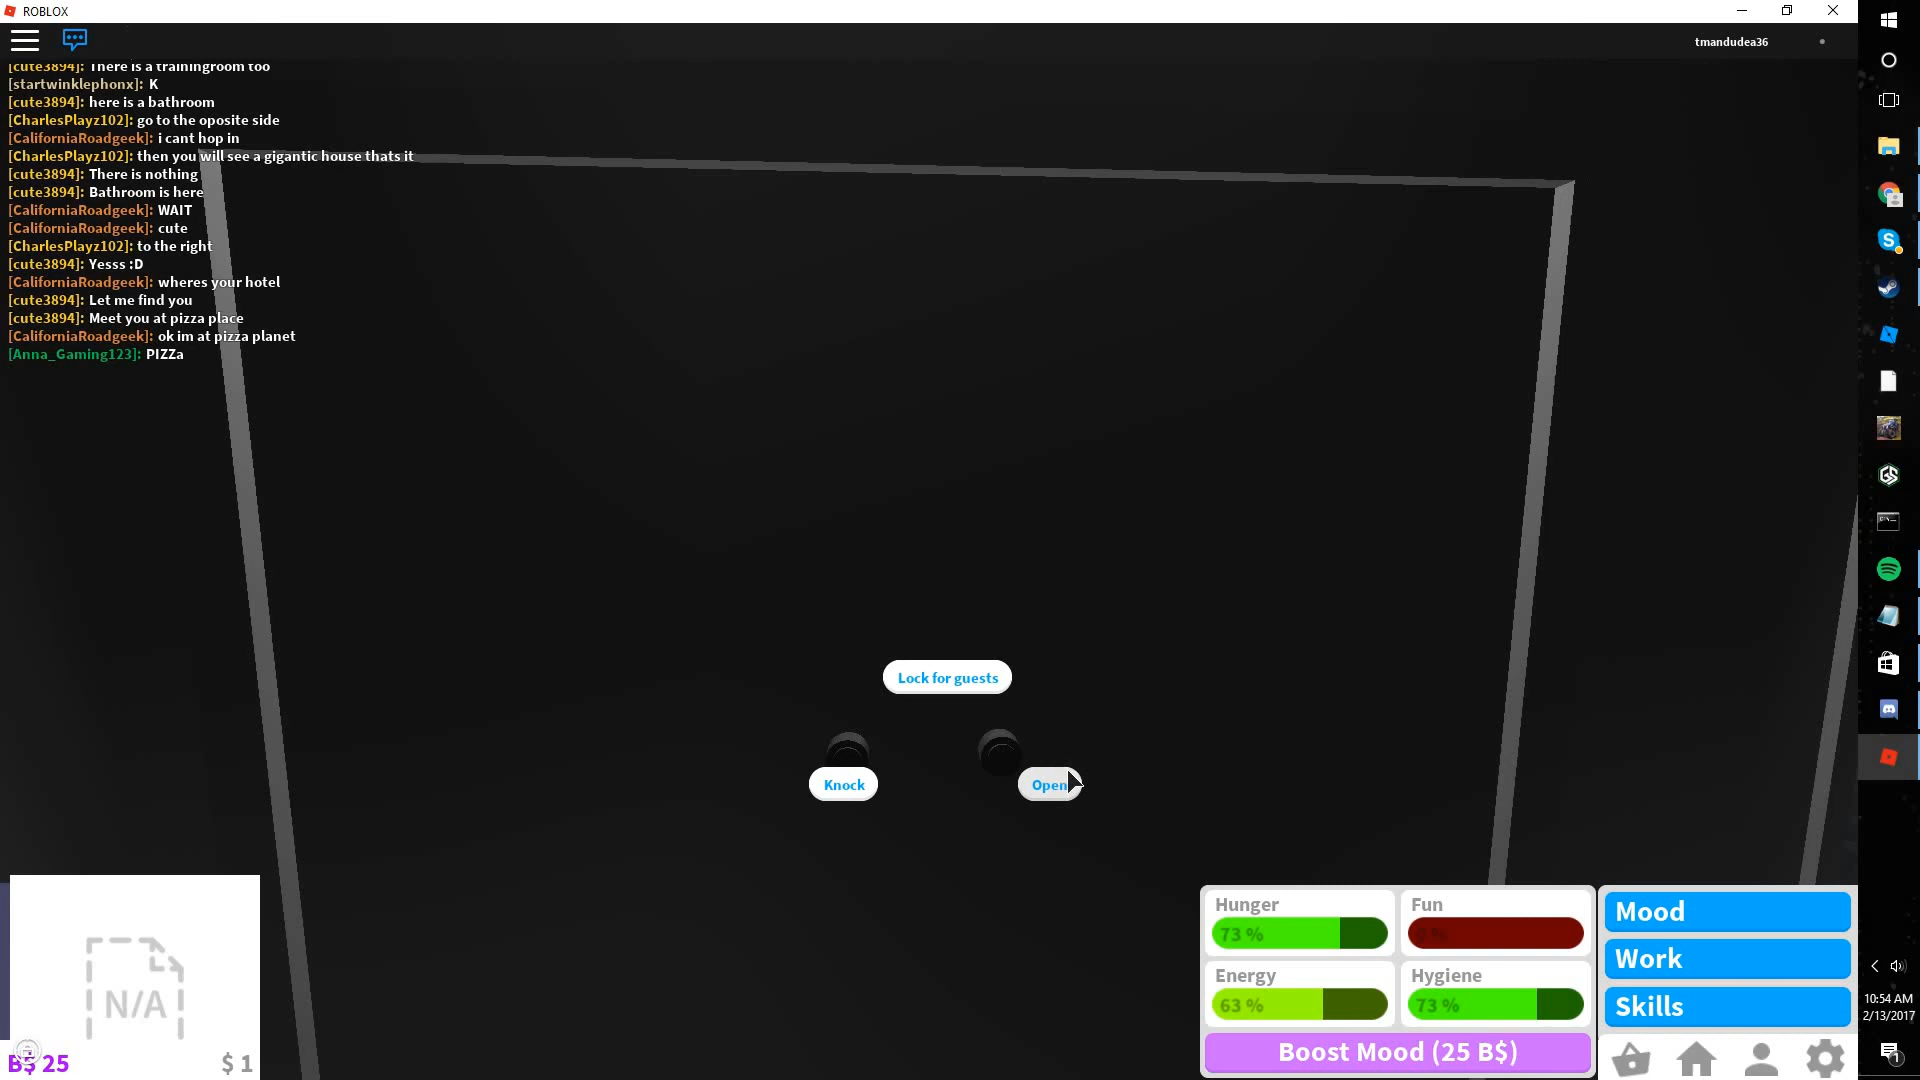 ROBLOX
tmandudea36
[cute3894]: There is a trainingroom too
[startwinklephonx]: K
[cute3894]: here is a bathroom
[CharlesPlayz102]: go to the oposite side
[CaliforniaRoadgeek]: i cant hop in
[CharlesPlayz102]: then you will see a gigantic house thats it
[cute3894]: There is nothing
[cute3894]: Bathroom is here
[CaliforniaRoadgeek]: WAIT
[CaliforniaRoadgeek]: cute
[CharlesPlayz102]: to the right
[cute3894]: Yesss :D
[CaliforniaRoadgeek]: wheres your hotel
[cute3894]: Let me find you
[cute3894]: Meet you at pizza place
[CaliforniaRoadgeek]: ok im at pizza planet
[Anna_Gaming123]: PIZZa
Lock for guests
Knock
Open
Hunger
73 %
Fun
0 %
Energy
63 %
Hygiene
73 %
Boost Mood (25 B$)
Mood
Work
Skills
N/A
B$ 25
$ 1
10:54 AM
2/13/2017
1